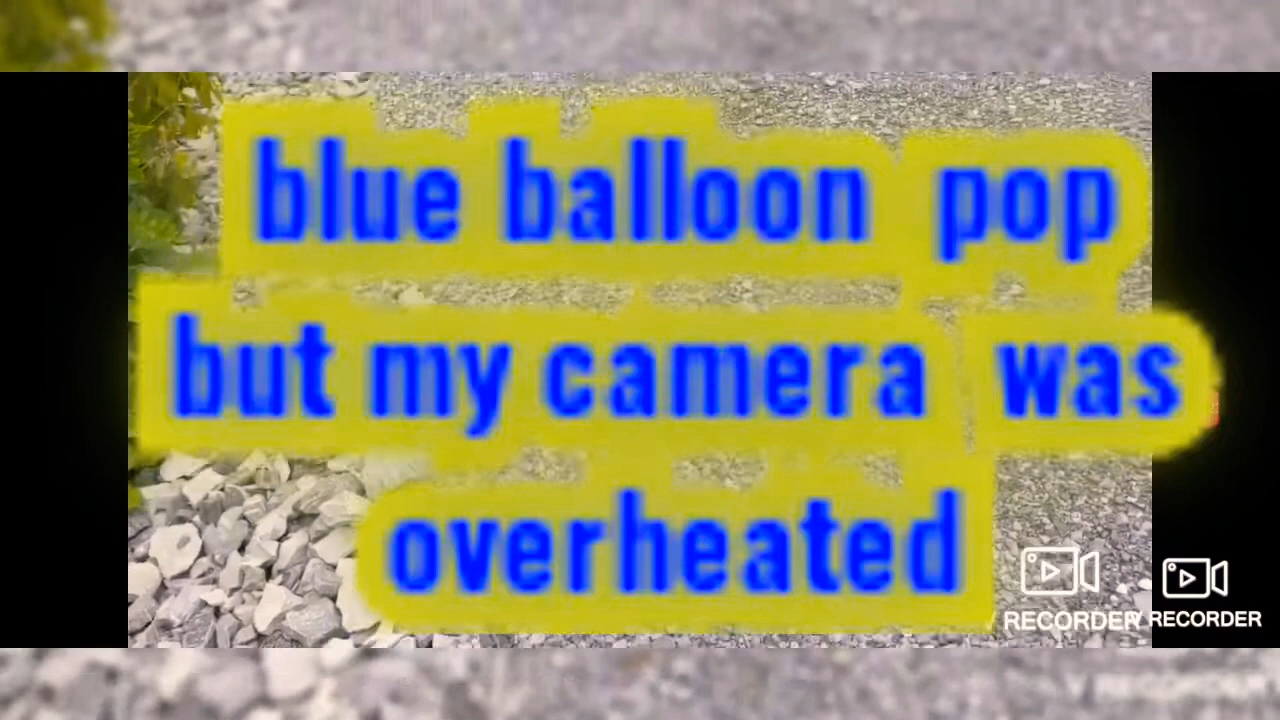 blue balloon pop
but my camera was
overheated
RECORDER
RECORDER